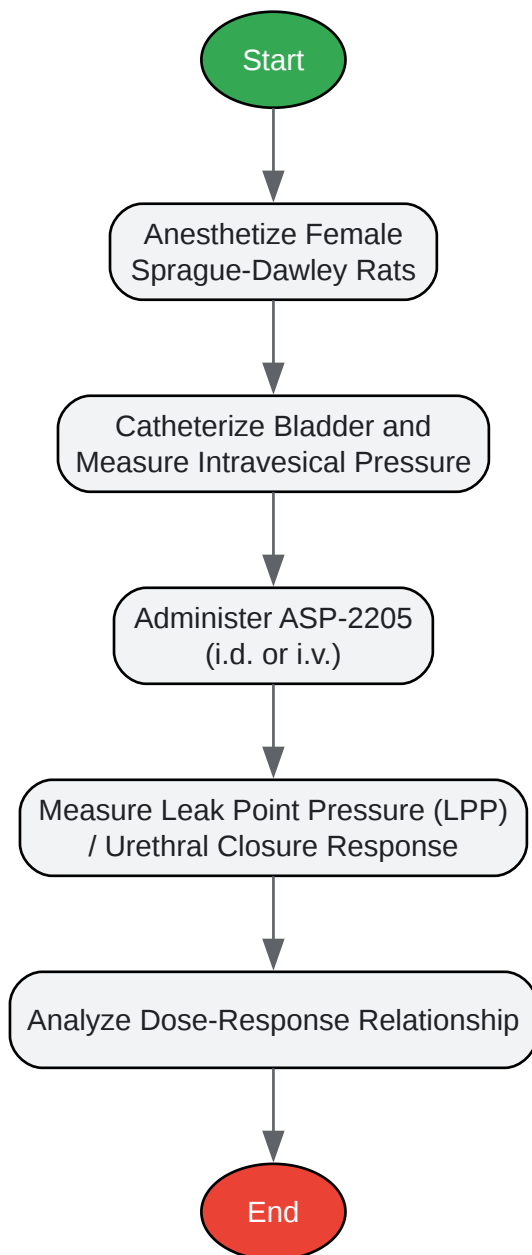 Start
Anesthetize Female
Sprague-Dawley Rats
Catheterize Bladder and
Measure Intravesical Pressure
Administer ASP-2205
(i.d. or i.v.)
Measure Leak Point Pressure (LPP)
/ Urethral Closure Response
Analyze Dose-Response Relationship
End